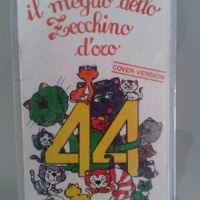 il meglio dello
Zecchino
d'oro
COVER VERSION
44